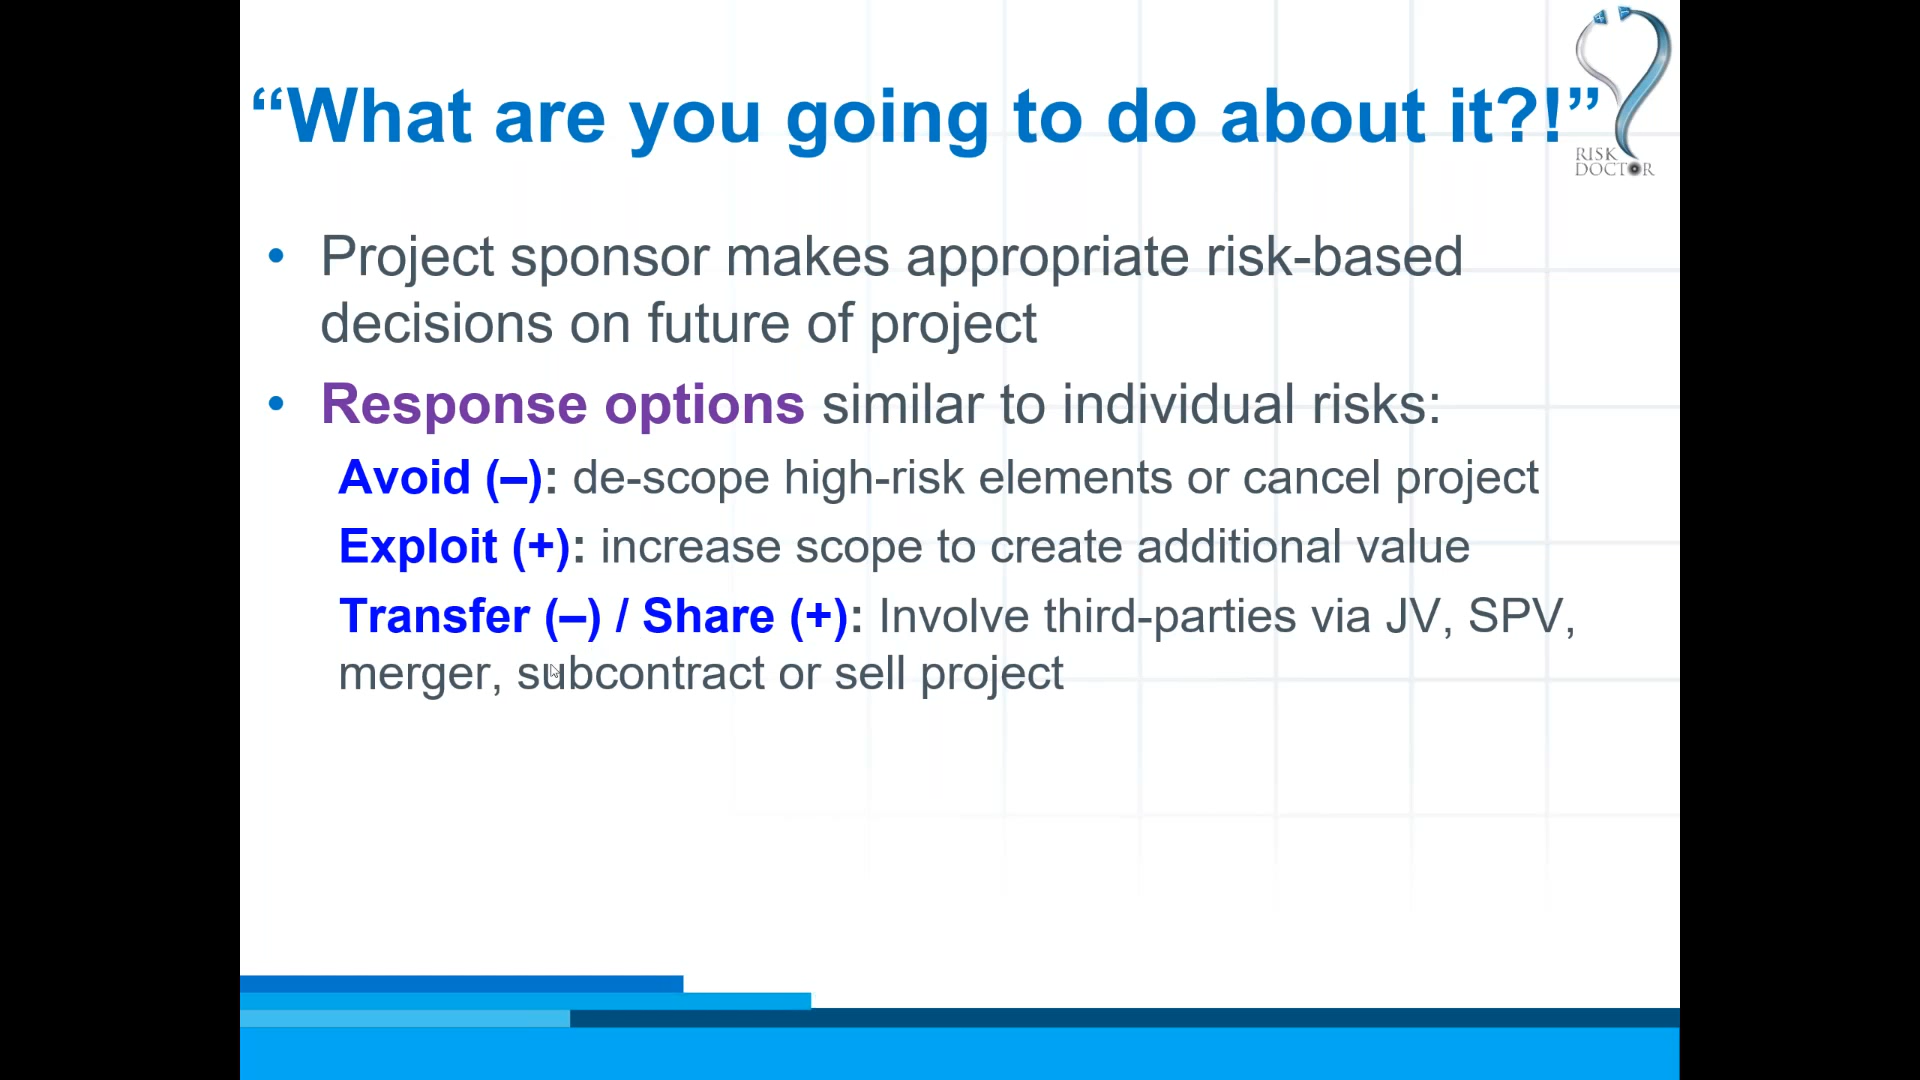 “What are you going to do about it?!”
RISK
DOCTOR
• Project sponsor makes appropriate risk-based
decisions on future of project
• Response options similar to individual risks:
Avoid (–): de-scope high-risk elements or cancel project
Exploit (+): increase scope to create additional value
Transfer (–) / Share (+): Involve third-parties via JV, SPV,
merger, subcontract or sell project